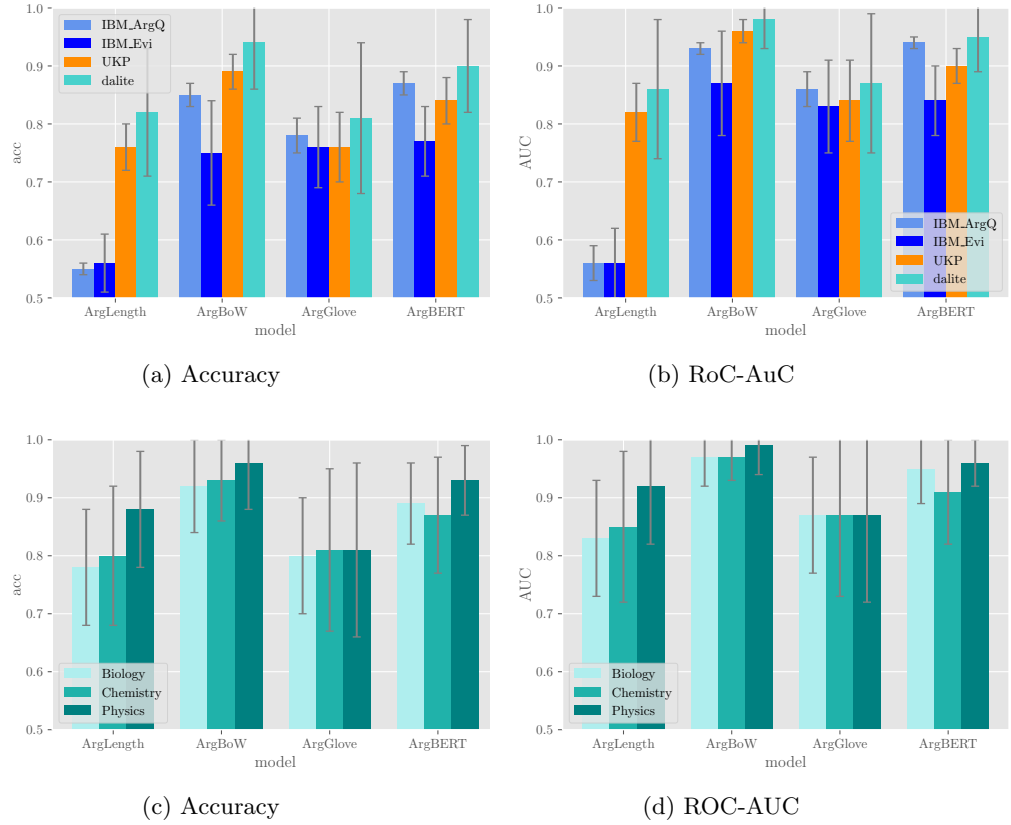 1.0
0.9
0.8
0.7
0.6
0.5
acc
IBM_ArgQ
IBM_Evi
UKP
dalite
ArgLength ArgBoW ArgGlove ArgBERT
model
(a) Accuracy
1.0
0.9
0.8
0.7
0.6
0.5
AUC
IBM_ArgQ
IBM_Evi
UKP
dalite
ArgLength ArgBoW ArgGlove ArgBERT
model
(b) RoC-AuC
1.0
0.9
0.8
0.7
0.6
0.5
acc
Biology
Chemistry
Physics
ArgLength ArgBoW ArgGlove ArgBERT
model
(c) Accuracy
1.0
0.9
0.8
0.7
0.6
0.5
AUC
Biology
Chemistry
Physics
ArgLength ArgBoW ArgGlove ArgBERT
model
(d) ROC-AUC